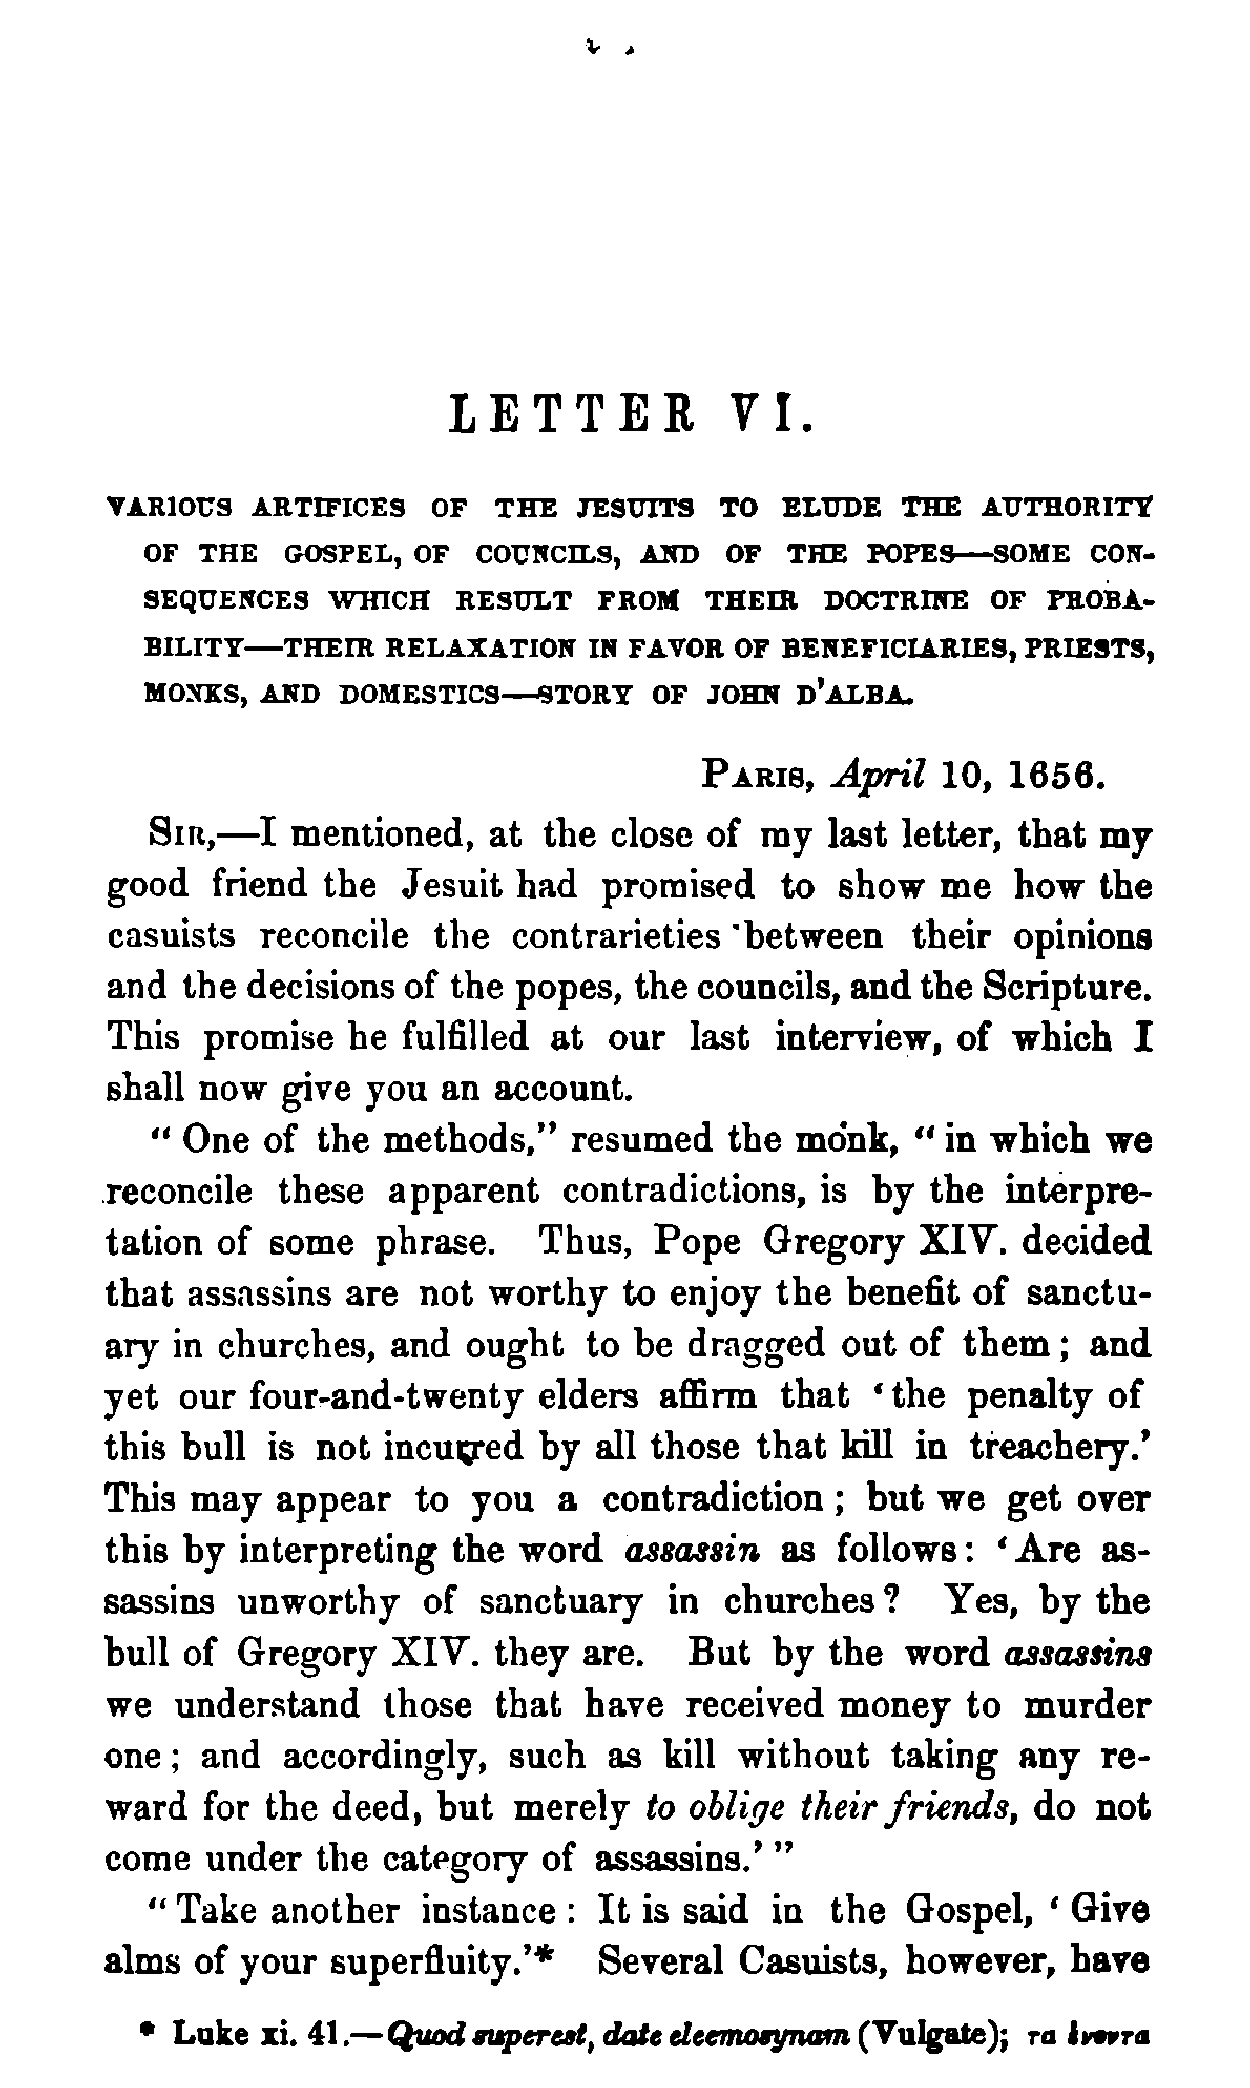 LETTER VI.
VARIOUS ARTIFICES OF THE JESUITS TO ELUDE THE AUTHORITY
OF THE GOSPEL, OF COUNCILS, AND OF THE POPES—SOME CON-
SEQUENCES WHICH RESULT FROM THEIR DOCTRINE OF PROBA-
BILITY—THEIR RELAXATION IN FAVOR OF BENEFICIARIES, PRIESTS,
MONKS, AND DOMESTICS—STORY OF JOHN D'ALBA.
PARIS, April 10, 1656.
SIR,—I mentioned, at the close of my last letter, that my
good friend the Jesuit had promised to show me how the
casuists reconcile the contrarieties between their opinions
and the decisions of the popes, the councils, and the Scripture.
This promise he fulfilled at our last interview, of which I
shall now give you an account.
"One of the methods," resumed the monk, "in which we
reconcile these apparent contradictions, is by the interpre-
tation of some phrase. Thus, Pope Gregory XIV. decided
that assassins are not worthy to enjoy the benefit of sanctu-
ary in churches, and ought to be dragged out of them; and
yet our four-and-twenty elders affirm that 'the penalty of
this bull is not incurred by all those that kill in treachery.'
This may appear to you a contradiction; but we get over
this by interpreting the word assassin as follows: 'Are as-
sassins unworthy of sanctuary in churches? Yes, by the
bull of Gregory XIV. they are. But by the word assassins
we understand those that have received money to murder
one; and accordingly, such as kill without taking any re-
ward for the deed, but merely to oblige their friends, do not
come under the category of assassins.'"
"Take another instance: It is said in the Gospel, 'Give
alms of your superfluity.'* Several Casuists, however, have
* Luke xi. 41.—Quod superest, date eleemosynam (Vulgate); τα